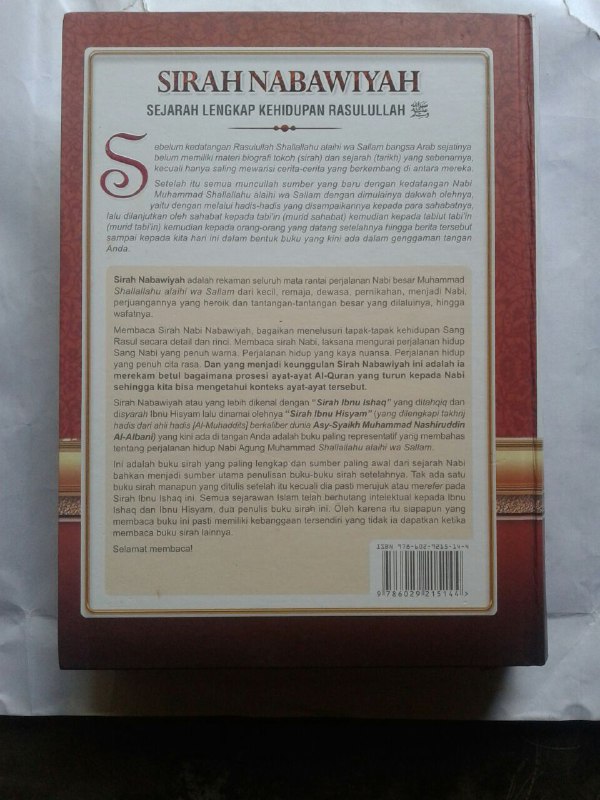 SIRAH NABAWIYAH
SEJARAH LENGKAP KEHIDUPAN RASULULLAH ﷺ
Sebelum kedatangan Rasulullah Shallallahu alaihi wa Sallam bangsa Arab sejatinya
belum memiliki materi biografi tokoh (sirah) dan sejarah (tarikh) yang sebenarnya,
kecuali hanya saling mewarisi cerita-cerita yang berkembang di antara mereka.
Setelah itu semua muncullah sumber yang baru dengan kedatangan Nabi
Muhammad Shallallahu alaihi wa Sallam dengan dimulainya dakwah olehnya,
yaitu dengan melalui hadis-hadis yang disampaikannya kepada para sahabatnya,
lalu dilanjutkan oleh sahabat kepada tabi'in (murid sahabat) kemudian kepada tabiut tabi'in
(murid tabi'in) kemudian kepada orang-orang yang datang setelahnya hingga berita tersebut
sampai kepada kita hari ini dalam bentuk buku yang kini ada dalam genggaman tangan
Anda.
Sirah Nabawiyah adalah rekaman seluruh mata rantai perjalanan Nabi besar Muhammad
Shallallahu alaihi wa Sallam dari kecil, remaja, dewasa, pernikahan, menjadi Nabi,
perjuangannya yang heroik dan tantangan-tantangan besar yang dilaluinya, hingga
wafatnya.
Membaca Sirah Nabi Nabawiyah, bagaikan menelusuri tapak-tapak kehidupan Sang
Rasul secara detail dan rinci. Membaca sirah Nabi, laksana mengurai perjalanan hidup
Sang Nabi yang penuh warna. Perjalanan hidup yang kaya nuansa. Perjalanan hidup
yang penuh cita rasa. Dan yang menjadi keunggulan Sirah Nabawiyah ini adalah ia
merekam betul bagaimana prosesi ayat-ayat Al-Quran yang turun kepada Nabi
sehingga kita bisa mengetahui konteks ayat-ayat tersebut.
Sirah Nabawiyah atau yang lebih dikenal dengan "Sirah Ibnu Ishaq" yang ditahqiq dan
disyarah Ibnu Hisyam lalu dinamai olehnya "Sirah Ibnu Hisyam" (yang dilengkapi takhrij
hadis dari ahli hadis [Al-Muhaddits] berkaliber dunia Asy-Syaikh Muhammad Nashiruddin
Al-Albani) yang kini ada di tangan Anda adalah buku paling representatif yang membahas
tentang perjalanan hidup Nabi Agung Muhammad Shallallahu alaihi wa Sallam.
Ini adalah buku sirah yang paling lengkap dan sumber paling awal dari sejarah Nabi
bahkan menjadi sumber utama penulisan buku-buku sirah setelahnya. Tak ada satu
buku sirah manapun yang ditulis setelah itu kecuali dia pasti merujuk atau merefer pada
Sirah Ibnu Ishaq ini. Semua sejarawan Islam telah berhutang intelektual kepada Ibnu
Ishaq dan Ibnu Hisyam, dua penulis buku sirah ini. Oleh karena itu siapapun yang
membaca buku ini pasti memiliki kebanggaan tersendiri yang tidak ia dapatkan ketika
membaca buku sirah lainnya.
Selamat membaca!
ISBN 978-602-9215-14-4
9 786029 215144 >